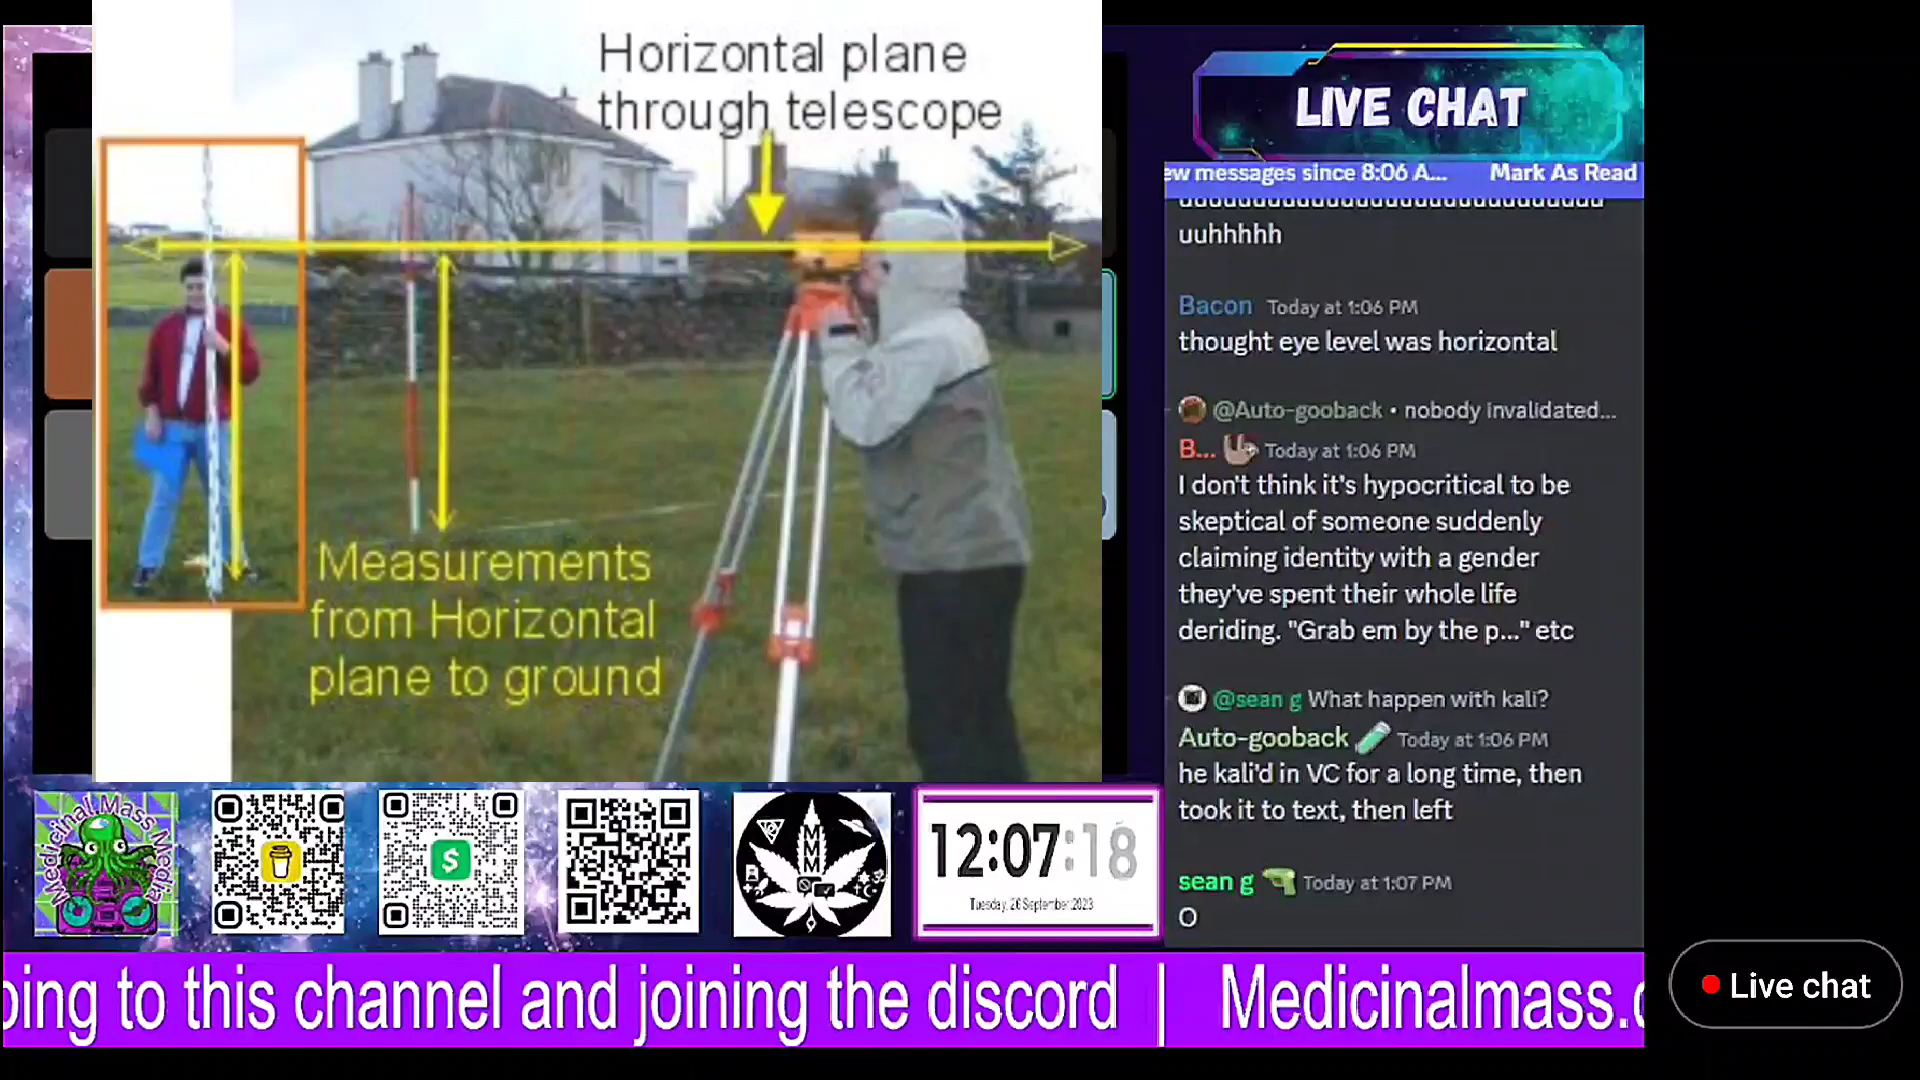 Horizontal plane
through telescope
Measurements
from Horizontal
plane to ground
LIVE CHAT
ew messages since 8:06 A... Mark As Read
uuhhhhh
Bacon Today at 1:06 PM
thought eye level was horizontal
@Auto-gooback • nobody invalidated...
B... Today at 1:06 PM
I don't think it's hypocritical to be
skeptical of someone suddenly
claiming identity with a gender
they've spent their whole life
deriding. "Grab em by the p..." etc
@sean g What happen with kali?
Auto-gooback Today at 1:06 PM
he kali'd in VC for a long time, then
took it to text, then left
sean g Today at 1:07 PM
O
Medicinal Mass Media
$
MMM
12:07:18
Tuesday, 26 September, 2023
ping to this channel and joining the discord | Medicinalmass.c
Live chat